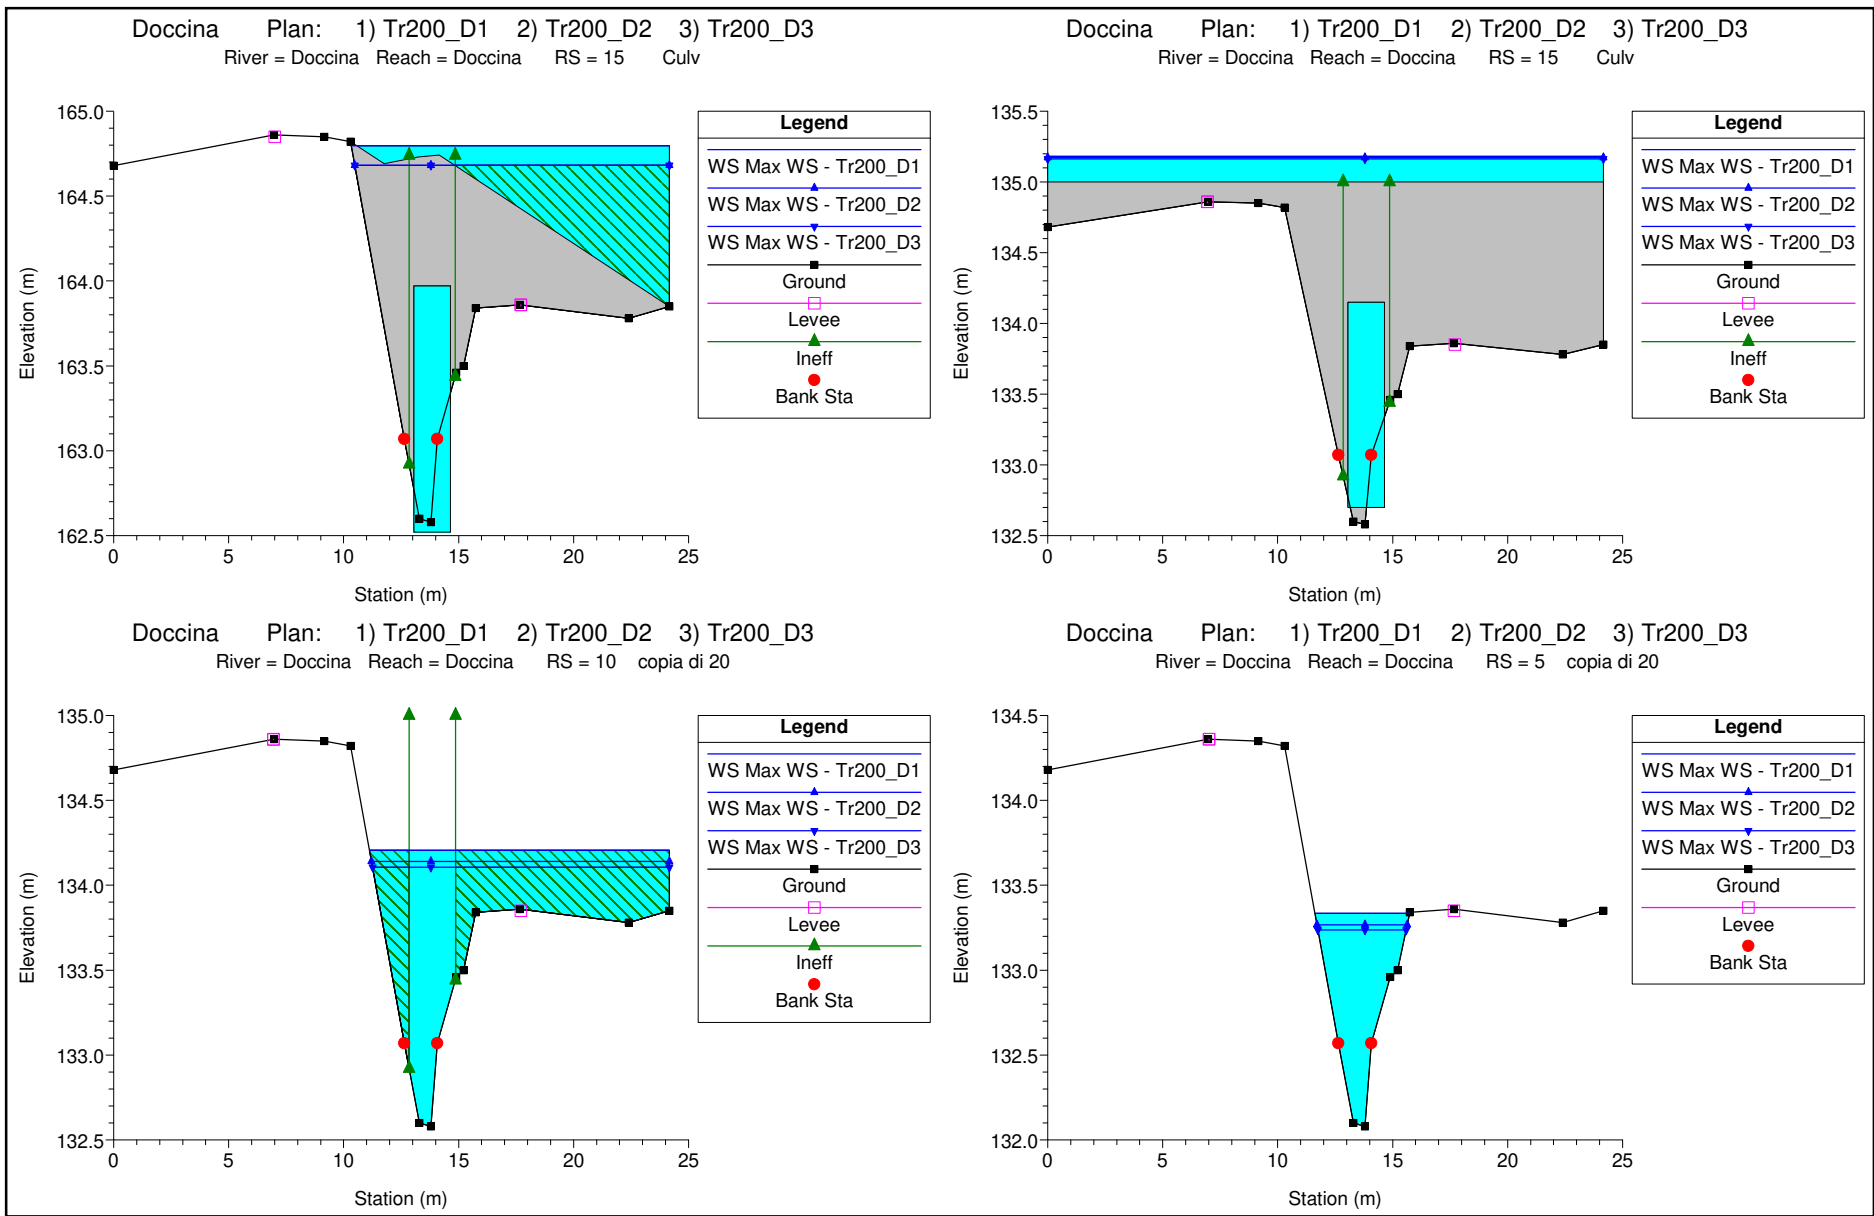 Doccina Plan: 1) Tr200_D1 2) Tr200_D2 3) Tr200_D3
River = Doccina Reach = Doccina RS = 15 Culv
165.0
164.5
164.0
163.5
163.0
162.5
Elevation (m)
0 5 10 15 20 25
Station (m)
Legend
WS Max WS - Tr200_D1
WS Max WS - Tr200_D2
WS Max WS - Tr200_D3
Ground
Levee
Ineff
Bank Sta
Doccina Plan: 1) Tr200_D1 2) Tr200_D2 3) Tr200_D3
River = Doccina Reach = Doccina RS = 15 Culv
135.5
135.0
134.5
134.0
133.5
133.0
132.5
Elevation (m)
0 5 10 15 20 25
Station (m)
Legend
WS Max WS - Tr200_D1
WS Max WS - Tr200_D2
WS Max WS - Tr200_D3
Ground
Levee
Ineff
Bank Sta
Doccina Plan: 1) Tr200_D1 2) Tr200_D2 3) Tr200_D3
River = Doccina Reach = Doccina RS = 10 copia di 20
135.0
134.5
134.0
133.5
133.0
132.5
Elevation (m)
0 5 10 15 20 25
Station (m)
Legend
WS Max WS - Tr200_D1
WS Max WS - Tr200_D2
WS Max WS - Tr200_D3
Ground
Levee
Ineff
Bank Sta
Doccina Plan: 1) Tr200_D1 2) Tr200_D2 3) Tr200_D3
River = Doccina Reach = Doccina RS = 5 copia di 20
134.5
134.0
133.5
133.0
132.5
132.0
Elevation (m)
0 5 10 15 20 25
Station (m)
Legend
WS Max WS - Tr200_D1
WS Max WS - Tr200_D2
WS Max WS - Tr200_D3
Ground
Levee
Bank Sta